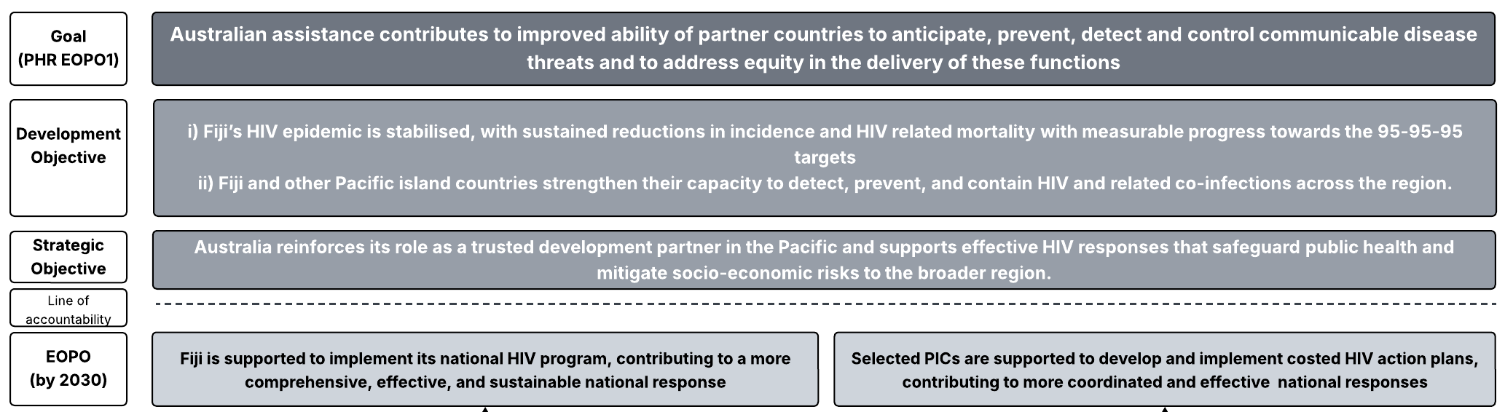 Goal
(PHR EOPO1)
Australian assistance contributes to improved ability of partner countries to anticipate, prevent, detect and control communicable disease
threats and to address equity in the delivery of these functions
Development
Objective
i) Fiji’s HIV epidemic is stabilised, with sustained reductions in incidence and HIV related mortality with measurable progress towards the 95-95-95
targets
ii) Fiji and other Pacific island countries strengthen their capacity to detect, prevent, and contain HIV and related co-infections across the region.
Strategic
Objective
Australia reinforces its role as a trusted development partner in the Pacific and supports effective HIV responses that safeguard public health and
mitigate socio-economic risks to the broader region.
Line of
accountability
EOPO
(by 2030)
Fiji is supported to implement its national HIV program, contributing to a more
comprehensive, effective, and sustainable national response
Selected PICs are supported to develop and implement costed HIV action plans,
contributing to more coordinated and effective national responses